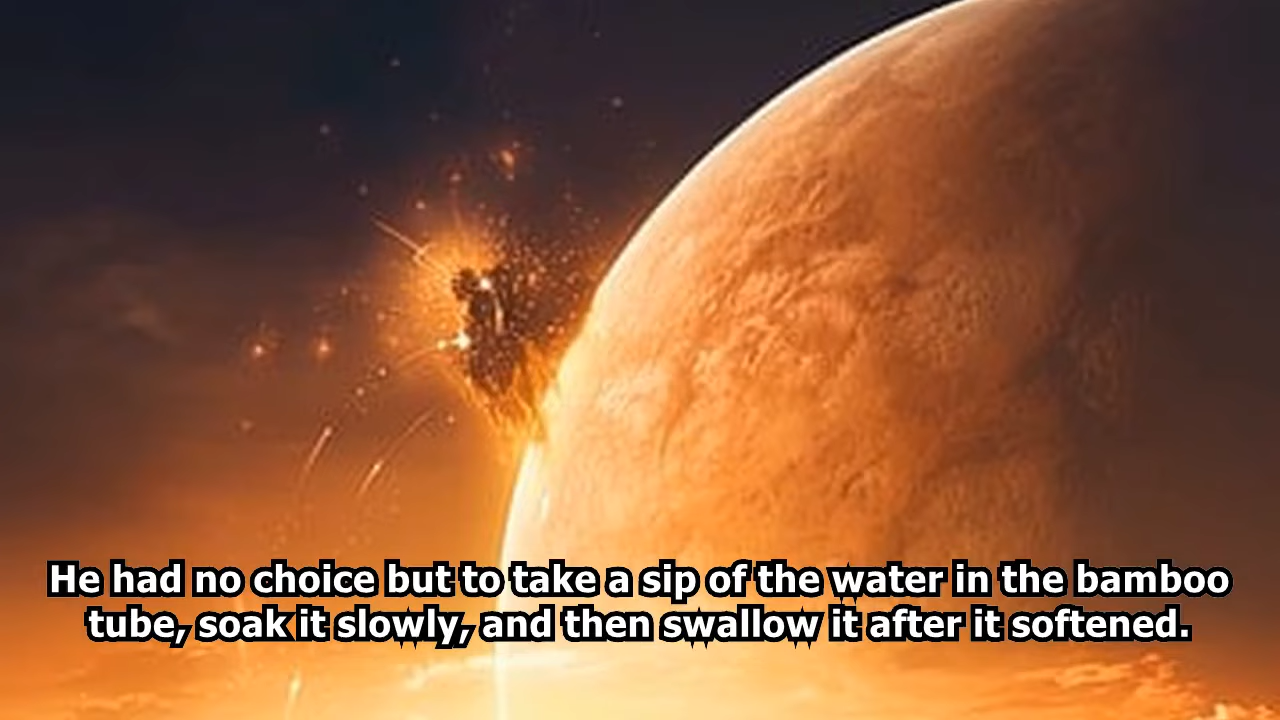 He had no choice but to take a sip of the water in the bamboo
tube, soak it slowly, and then swallow it after it softened.